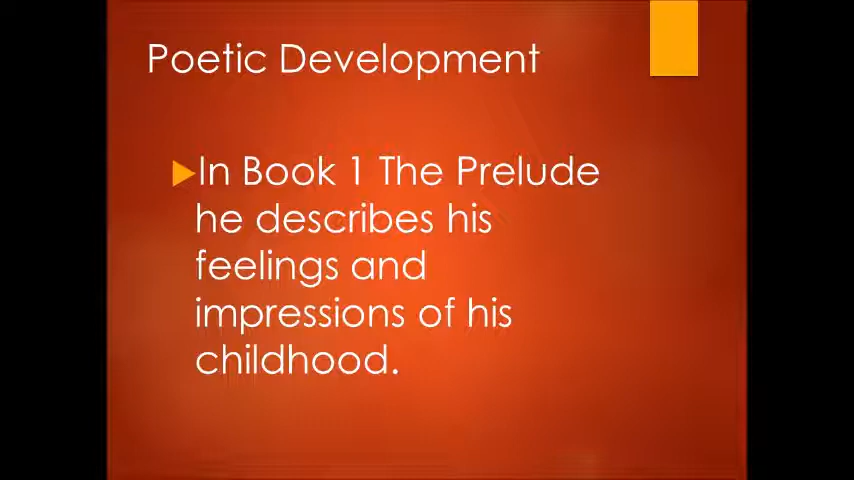 Poetic Development
In Book 1 The Prelude
he describes his
feelings and
impressions of his
childhood.